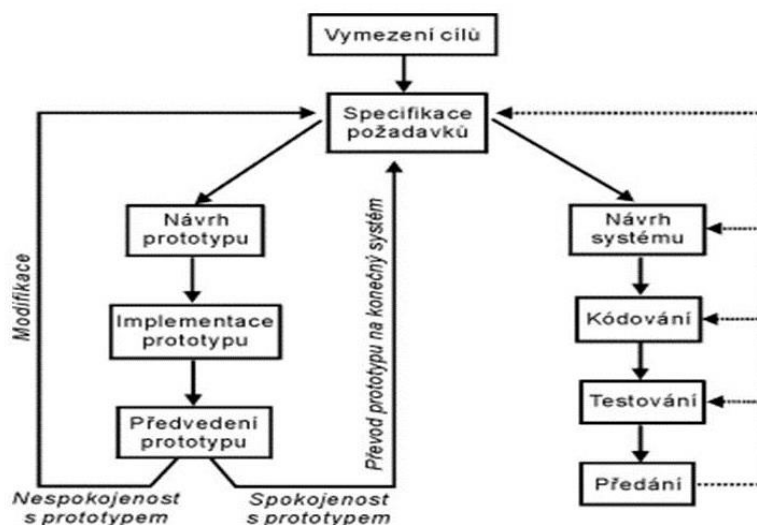 Vymezení cílů
Specifikace
požadavků
Návrh
prototypu
Návrh
systému
Modifikace
Převod prototypu na konečný systém
Implementace
prototypu
Kódování
Předvedení
prototypu
Testování
Předání
Nespokojenost
s prototypem
Spokojenost
s prototypem